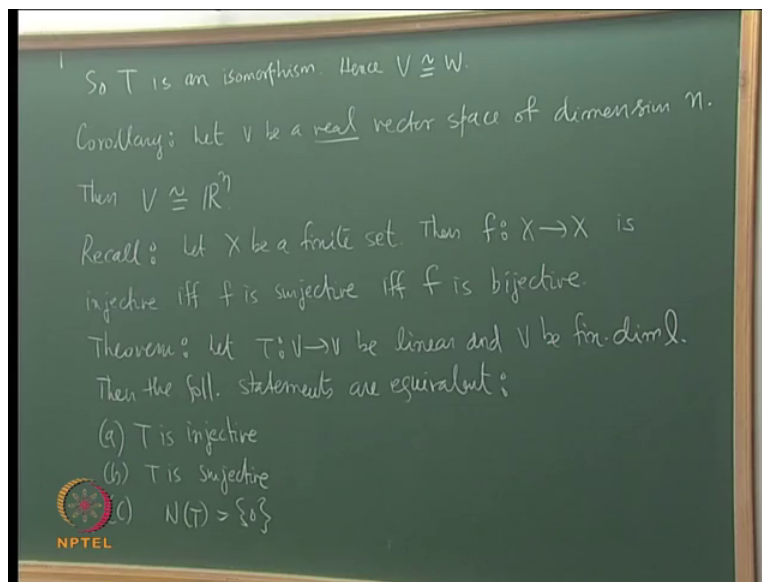 So T is an isomorphism. Hence V ≅ W.
Corollary: Let V be a real vector space of dimension n.
Then V ≅ ℝⁿ.
Recall: Let X be a finite set. Then f: X → X is
injective iff f is surjective iff f is bijective.
Theorem: Let T: V → V be linear and V be fin. diml.
Then the foll. statements are equivalent:
(a) T is injective
(b) T is surjective
(c) N(T) = {0}
NPTEL